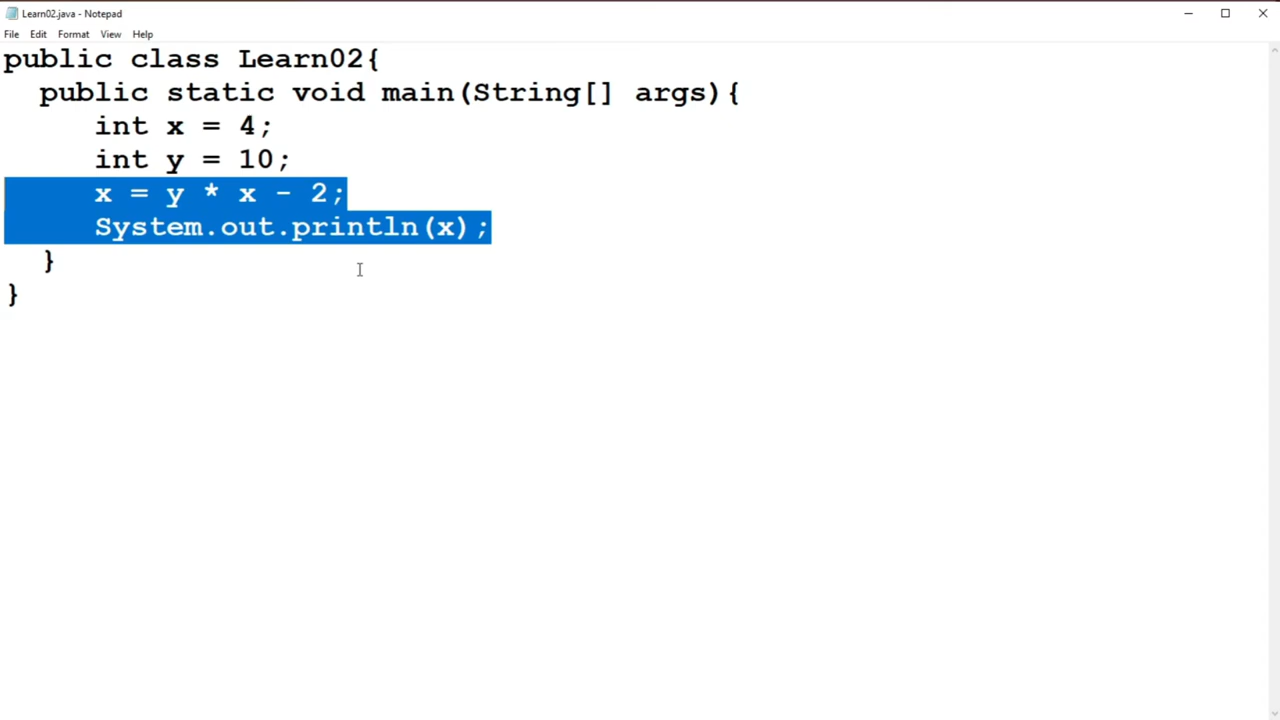 Learn02.java - Notepad
File Edit Format View Help
public class Learn02{
  public static void main(String[] args){
     int x = 4;
     int y = 10;
     x = y * x - 2;
     System.out.println(x);
  }
}